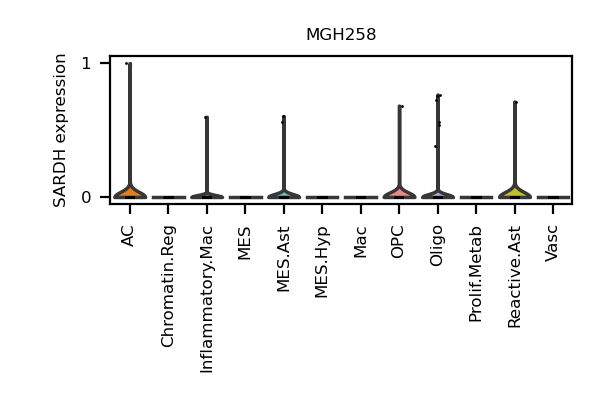 MGH258
SARDH expression
1
0
AC
Chromatin.Reg
Inflammatory.Mac
MES
MES.Ast
MES.Hyp
Mac
OPC
Oligo
Prolif.Metab
Reactive.Ast
Vasc